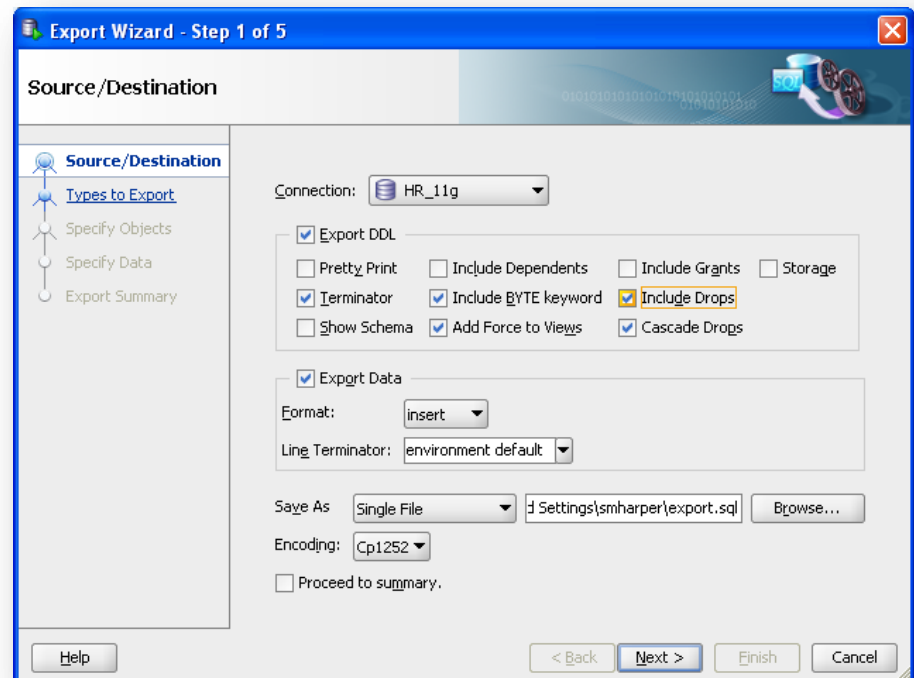 Export Wizard - Step 1 of 5
Source/Destination
SQL
Source/Destination
Types to Export
Specify Objects
Specify Data
Export Summary
Connection: HR_11g
Export DDL
Pretty Print Include Dependents Include Grants Storage
Terminator Include BYTE keyword Include Drops
Show Schema Add Force to Views Cascade Drops
Export Data
Format: insert
Line Terminator: environment default
Save As Single File d Settings\smharper\export.sql Browse...
Encoding: Cp1252
Proceed to summary.
Help < Back Next > Finish Cancel